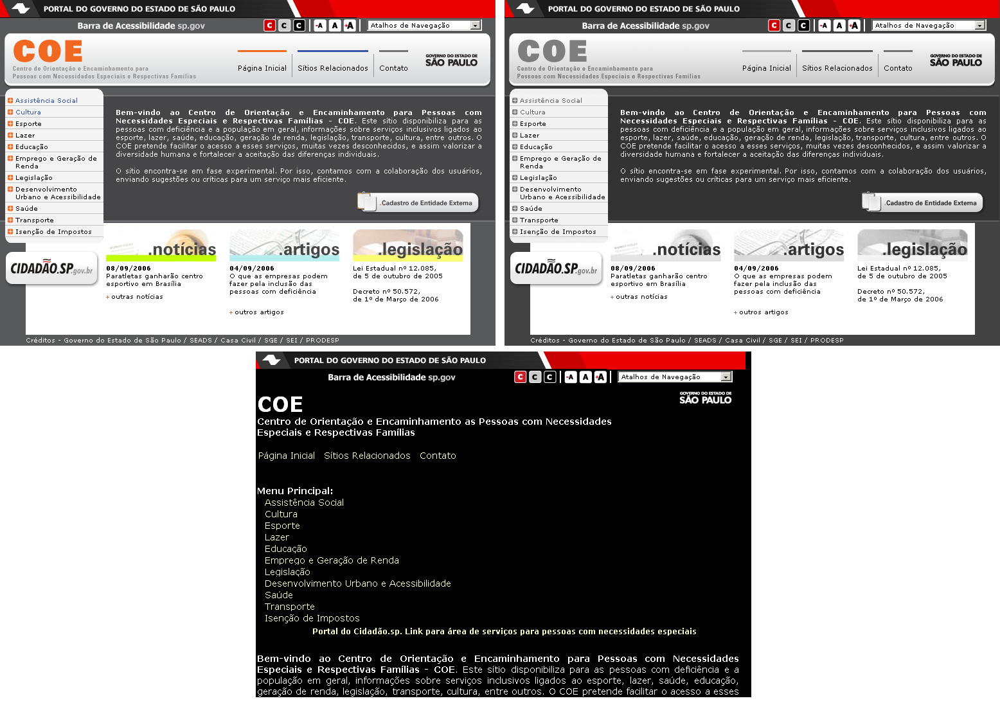 PORTAL DO GOVERNO DO ESTADO DE SÃO PAULO
Barra de Acessibilidade sp.gov
C C C -A A +A
Atalhos de Navegação
COE
Centro de Orientação e Encaminhamento para
Pessoas com Necessidades Especiais e Respectivas Famílias
Página Inicial
Sítios Relacionados
Contato
GOVERNO DO ESTADO DE
SÃO PAULO
Assistência Social
Cultura
Esporte
Lazer
Educação
Emprego e Geração de
Renda
Legislação
Desenvolvimento
Urbano e Acessibilidade
Saúde
Transporte
Isenção de Impostos
CIDADÃO.SP.gov.br
Bem-vindo ao Centro de Orientação e Encaminhamento para Pessoas com
Necessidades Especiais e Respectivas Famílias - COE. Este sítio disponibiliza para as
pessoas com deficiência e a população em geral, informações sobre serviços inclusivos ligados ao
esporte, lazer, saúde, educação, geração de renda, legislação, transporte, cultura, entre outros. O
COE pretende facilitar o acesso a esses serviços, muitas vezes desconhecidos, e assim valorizar a
diversidade humana e fortalecer a aceitação das diferenças individuais.
O sítio encontra-se em fase experimental. Por isso, contamos com a colaboração dos usuários,
enviando sugestões ou críticas para um serviço mais eficiente.
.Cadastro de Entidade Externa
.notícias
08/09/2006
Paratletas ganharão centro
esportivo em Brasília
+ outras notícias
.artigos
04/09/2006
O que as empresas podem
fazer pela inclusão das
pessoas com deficiência
+ outros artigos
.legislação
Lei Estadual nº 12.085,
de 5 de outubro de 2005
Decreto nº 50.572,
de 1º de Março de 2006
Créditos - Governo do Estado de São Paulo / SEADS / Casa Civil / SGE / SEI / PRODESP
PORTAL DO GOVERNO DO ESTADO DE SÃO PAULO
Barra de Acessibilidade sp.gov
C C C -A A +A
Atalhos de Navegação
COE
Centro de Orientação e Encaminhamento para
Pessoas com Necessidades Especiais e Respectivas Famílias
Página Inicial
Sítios Relacionados
Contato
GOVERNO DO ESTADO DE
SÃO PAULO
Assistência Social
Cultura
Esporte
Lazer
Educação
Emprego e Geração de
Renda
Legislação
Desenvolvimento
Urbano e Acessibilidade
Saúde
Transporte
Isenção de Impostos
CIDADÃO.SP.gov.br
Bem-vindo ao Centro de Orientação e Encaminhamento para Pessoas com
Necessidades Especiais e Respectivas Famílias - COE. Este sítio disponibiliza para as
pessoas com deficiência e a população em geral, informações sobre serviços inclusivos ligados ao
esporte, lazer, saúde, educação, geração de renda, legislação, transporte, cultura, entre outros. O
COE pretende facilitar o acesso a esses serviços, muitas vezes desconhecidos, e assim valorizar a
diversidade humana e fortalecer a aceitação das diferenças individuais.
O sítio encontra-se em fase experimental. Por isso, contamos com a colaboração dos usuários,
enviando sugestões ou críticas para um serviço mais eficiente.
.Cadastro de Entidade Externa
.notícias
08/09/2006
Paratletas ganharão centro
esportivo em Brasília
+ outras notícias
.artigos
04/09/2006
O que as empresas podem
fazer pela inclusão das
pessoas com deficiência
+ outros artigos
.legislação
Lei Estadual nº 12.085,
de 5 de outubro de 2005
Decreto nº 50.572,
de 1º de Março de 2006
Créditos - Governo do Estado de São Paulo / SEADS / Casa Civil / SGE / SEI / PRODESP
PORTAL DO GOVERNO DO ESTADO DE SÃO PAULO
Barra de Acessibilidade sp.gov
C C C -A A +A
Atalhos de Navegação
GOVERNO DO ESTADO DE
SÃO PAULO
COE
Centro de Orientação e Encaminhamento as Pessoas com Necessidades
Especiais e Respectivas Famílias
Página Inicial Sítios Relacionados Contato
Menu Principal:
Assistência Social
Cultura
Esporte
Lazer
Educação
Emprego e Geração de Renda
Legislação
Desenvolvimento Urbano e Acessibilidade
Saúde
Transporte
Isenção de Impostos
Portal do Cidadão.sp. Link para área de serviços para pessoas com necessidades especiais
Bem-vindo ao Centro de Orientação e Encaminhamento para Pessoas com Necessidades
Especiais e Respectivas Famílias - COE. Este sítio disponibiliza para as pessoas com deficiência e a
população em geral, informações sobre serviços inclusivos ligados ao esporte, lazer, saúde, educação,
geração de renda, legislação, transporte, cultura, entre outros. O COE pretende facilitar o acesso a esses